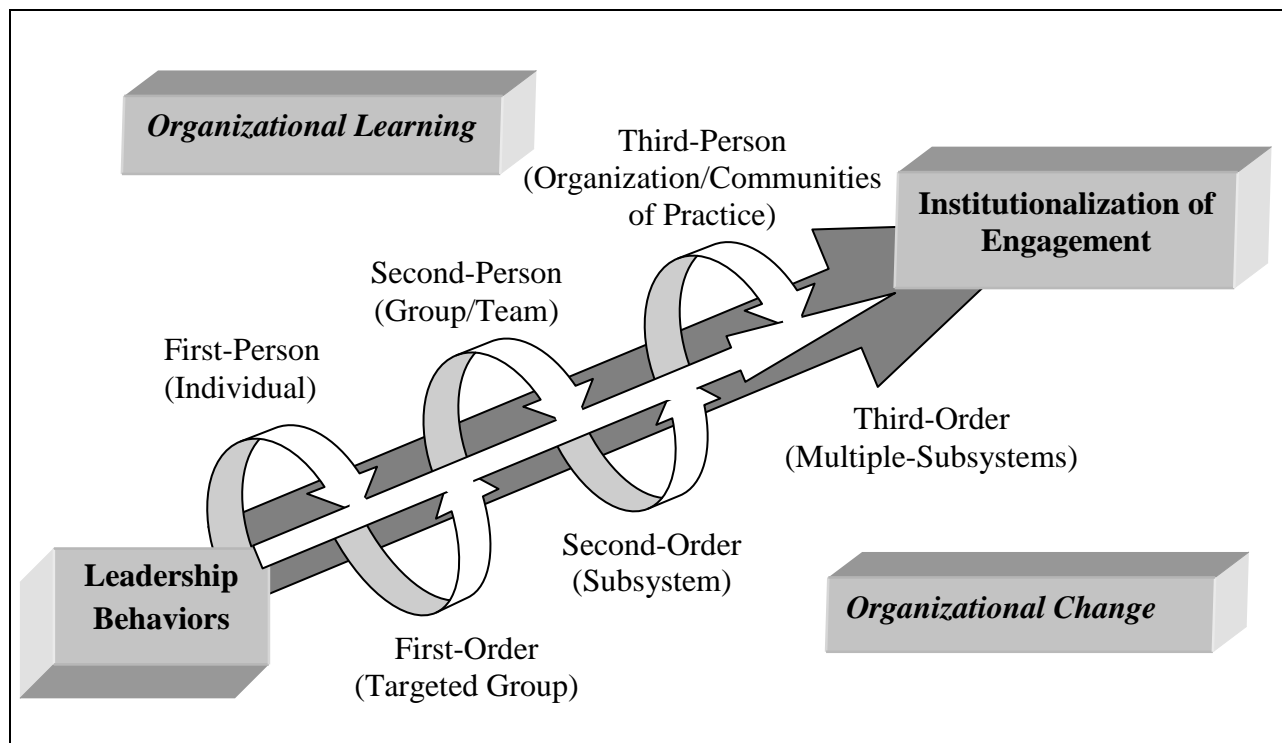 Organizational Learning
Third-Person
(Organization/Communities
of Practice)
Institutionalization of
Engagement
Second-Person
(Group/Team)
First-Person
(Individual)
Third-Order
(Multiple-Subsystems)
Second-Order
(Subsystem)
Leadership
Behaviors
Organizational Change
First-Order
(Targeted Group)